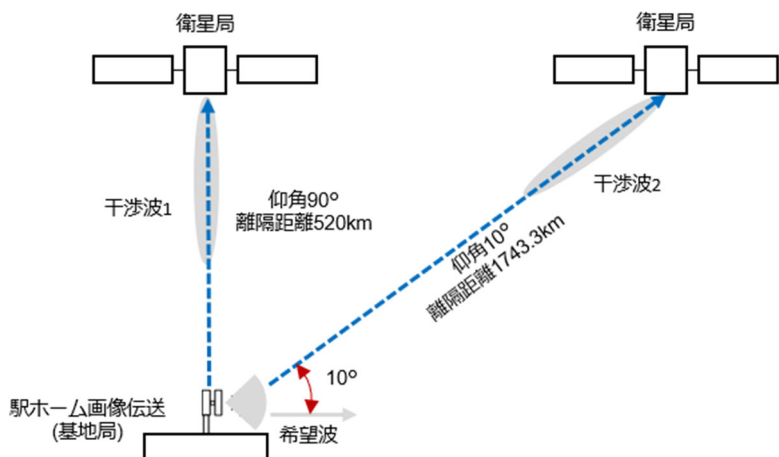 衛星局
衛星局
干渉波1
仰角90°
離隔距離520km
干渉波2
仰角10°
離隔距離1743.3km
10°
駅ホーム画像伝送
(基地局)
希望波